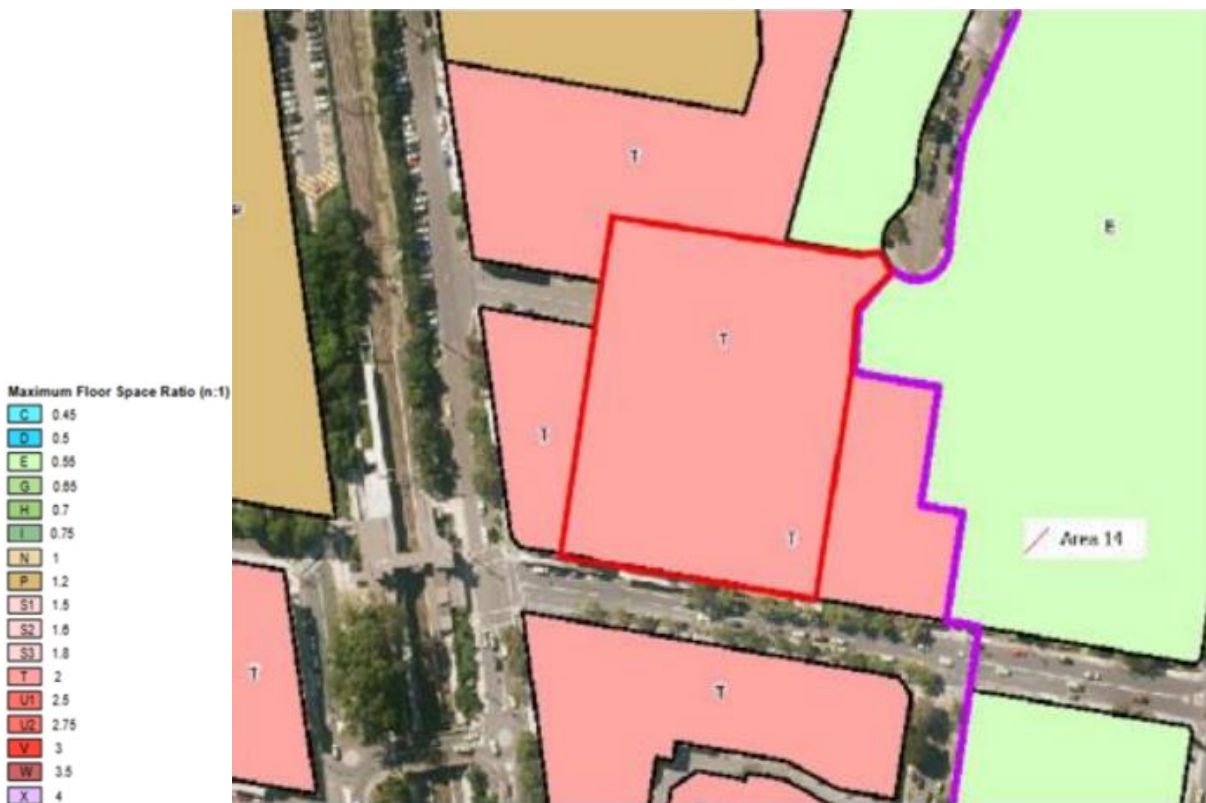 Maximum Floor Space Ratio (n:1)
C 0.45
D 0.5
E 0.55
G 0.65
H 0.7
I 0.75
N 1
P 1.2
S1 1.5
S2 1.6
S3 1.8
T 2
U1 2.5
U2 2.75
V 3
W 3.5
X 4
T
E
T
T
T
Area 14
T
T